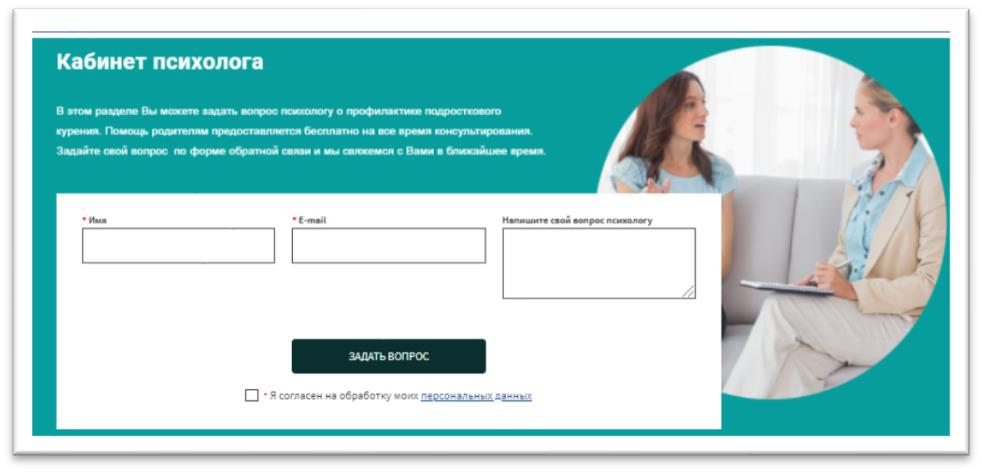 Кабинет психолога
В этом разделе Вы можете задать вопрос психологу о профилактике подросткового
курения. Помощь родителям предоставляется бесплатно на все время консультирования.
Задайте свой вопрос по форме обратной связи и мы свяжемся с Вами в ближайшее время.
* Имя
* E-mail
Напишите свой вопрос психологу
ЗАДАТЬ ВОПРОС
* Я согласен на обработку моих персональных данных